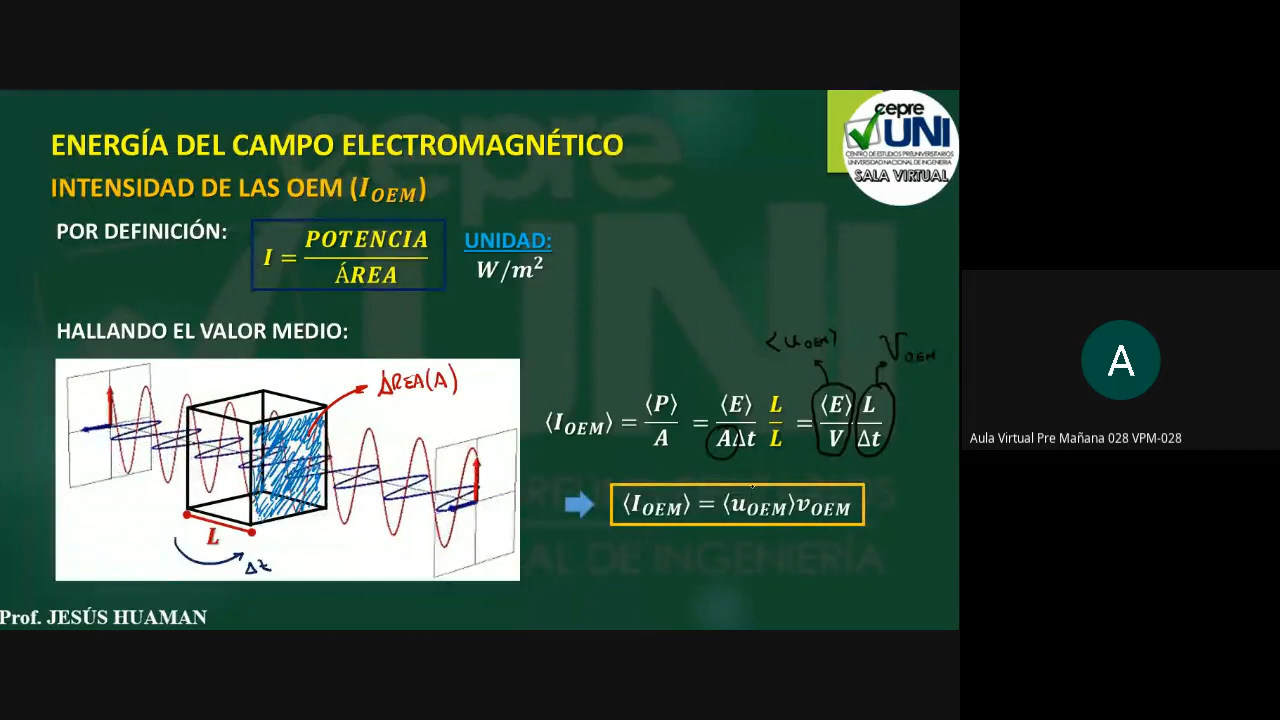 ENERGÍA DEL CAMPO ELECTROMAGNÉTICO
cepre
UNI
CENTRO DE ESTUDIOS PREUNIVERSITARIOS
UNIVERSIDAD NACIONAL DE INGENIERÍA
SALA VIRTUAL
INTENSIDAD DE LAS OEM (I_OEM)
POR DEFINICIÓN:
I = POTENCIA / ÁREA
UNIDAD:
W/m²
HALLANDO EL VALOR MEDIO:
ÁREA(A)
L
Δt
⟨u_OEM⟩
V_OEM
⟨I_OEM⟩ = ⟨P⟩/A = ⟨E⟩/AΔt L/L = ⟨E⟩/V L/Δt
⟨I_OEM⟩ = ⟨u_OEM⟩v_OEM
Prof. JESÚS HUAMAN
A
Aula Virtual Pre Mañana 028 VPM-028